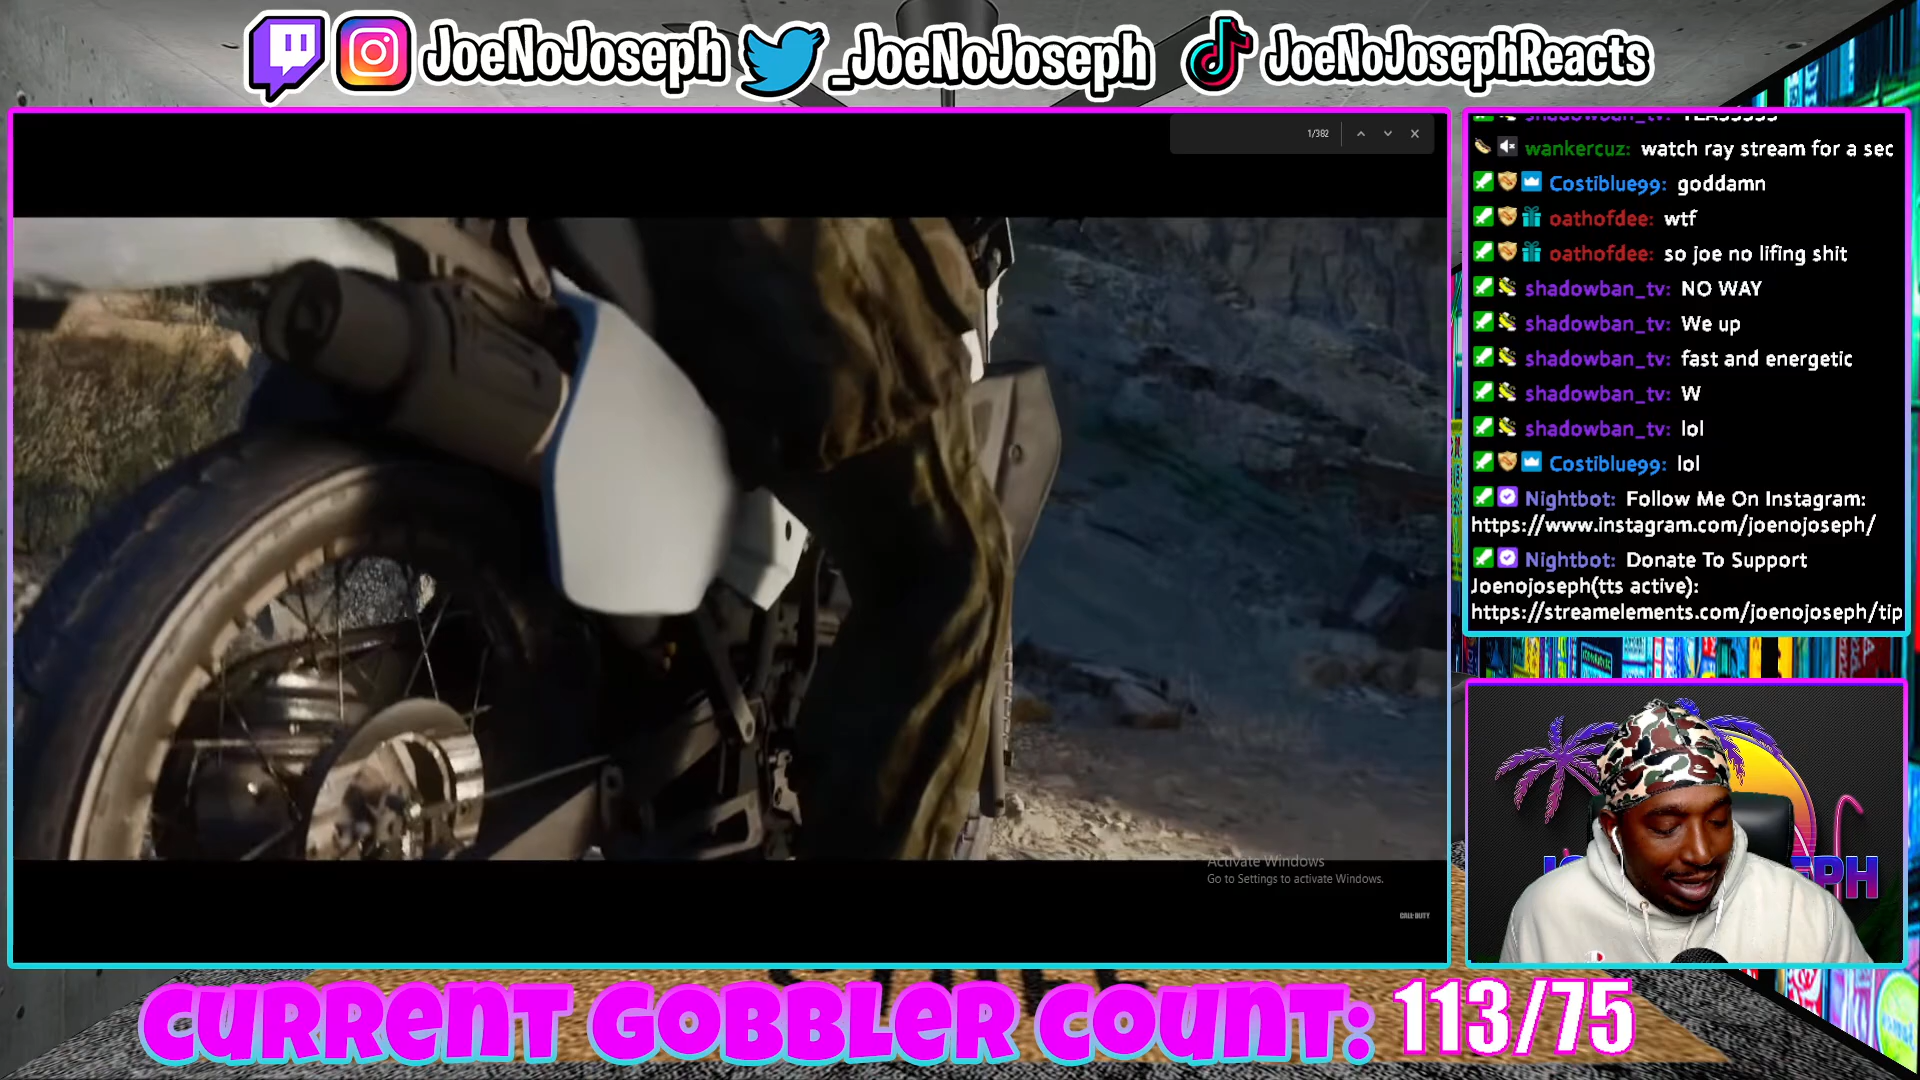 JoeNoJoseph
_JoeNoJoseph
JoeNoJosephReacts
1/382
wankercuz: watch ray stream for a sec
Costiblue99: goddamn
oathofdee: wtf
oathofdee: so joe no lifing shit
shadowban_tv: NO WAY
shadowban_tv: We up
shadowban_tv: fast and energetic
shadowban_tv: W
shadowban_tv: lol
Costiblue99: lol
Nightbot: Follow Me On Instagram:
https://www.instagram.com/joenojoseph/
Nightbot: Donate To Support
Joenojoseph(tts active):
https://streamelements.com/joenojoseph/tip
Activate Windows
Go to Settings to activate Windows.
CALL OF DUTY
CURRENT GOBBLER COUNT: 113/75